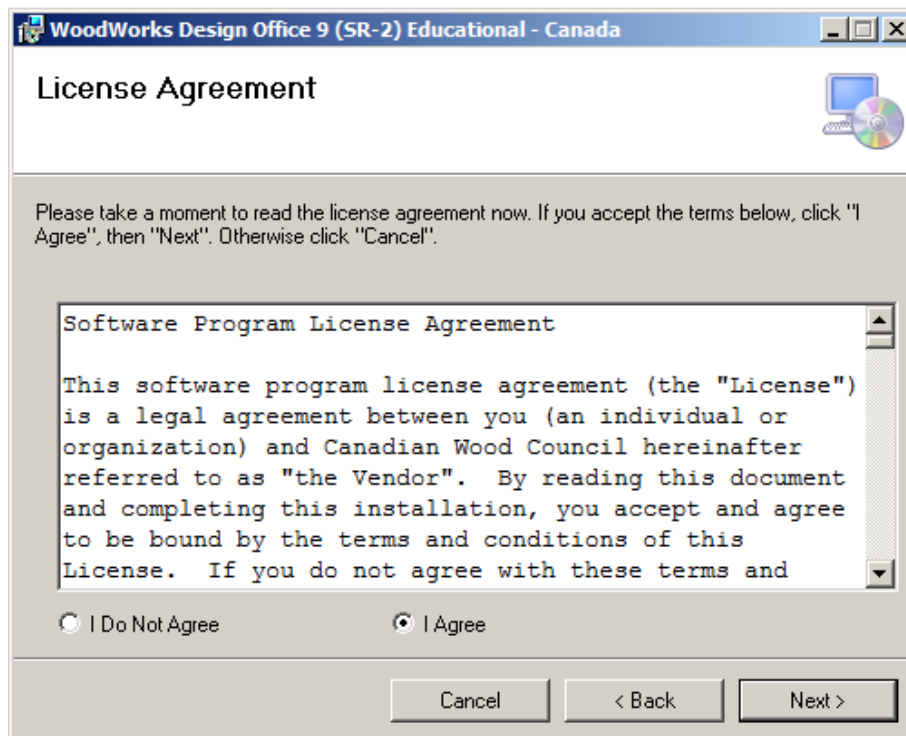 WoodWorks Design Office 9 (SR-2) Educational - Canada
License Agreement
Please take a moment to read the license agreement now. If you accept the terms below, click "I
Agree", then "Next". Otherwise click "Cancel".
Software Program License Agreement
This software program license agreement (the "License")
is a legal agreement between you (an individual or
organization) and Canadian Wood Council hereinafter
referred to as "the Vendor".  By reading this document
and completing this installation, you accept and agree
to be bound by the terms and conditions of this
License.  If you do not agree with these terms and
I Do Not Agree
I Agree
Cancel
< Back
Next >